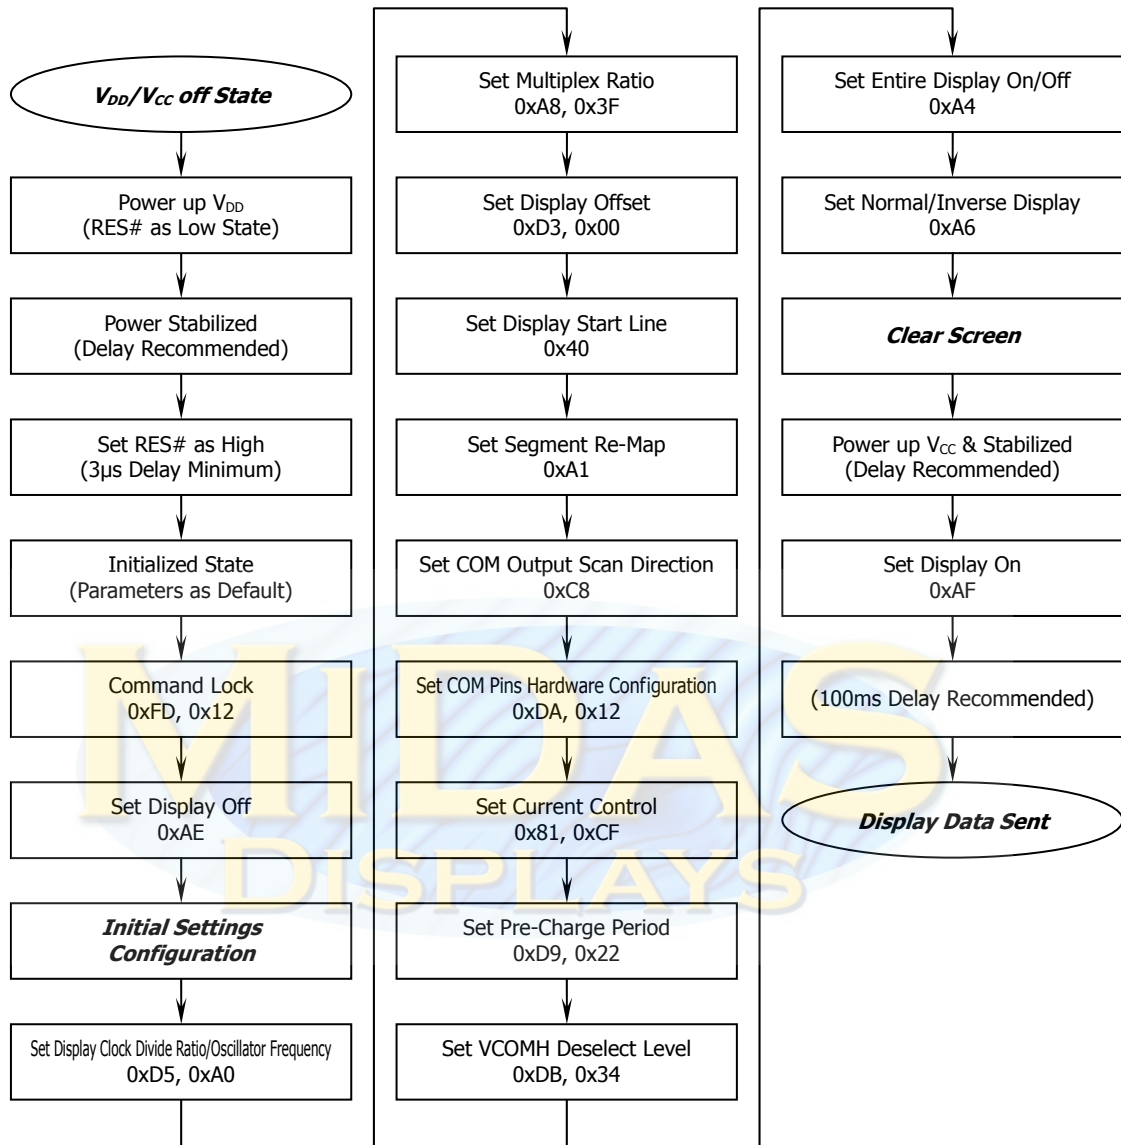 V_DD/V_CC off State
Power up V_DD
(RES# as Low State)
Power Stabilized
(Delay Recommended)
Set RES# as High
(3μs Delay Minimum)
Initialized State
(Parameters as Default)
Command Lock
0xFD, 0x12
Set Display Off
0xAE
Initial Settings
Configuration
Set Display Clock Divide Ratio/Oscillator Frequency
0xD5, 0xA0
Set Multiplex Ratio
0xA8, 0x3F
Set Display Offset
0xD3, 0x00
Set Display Start Line
0x40
Set Segment Re-Map
0xA1
Set COM Output Scan Direction
0xC8
Set COM Pins Hardware Configuration
0xDA, 0x12
Set Current Control
0x81, 0xCF
Set Pre-Charge Period
0xD9, 0x22
Set VCOMH Deselect Level
0xDB, 0x34
Set Entire Display On/Off
0xA4
Set Normal/Inverse Display
0xA6
Clear Screen
Power up V_CC & Stabilized
(Delay Recommended)
Set Display On
0xAF
(100ms Delay Recommended)
Display Data Sent
MIDAS
DISPLAYS